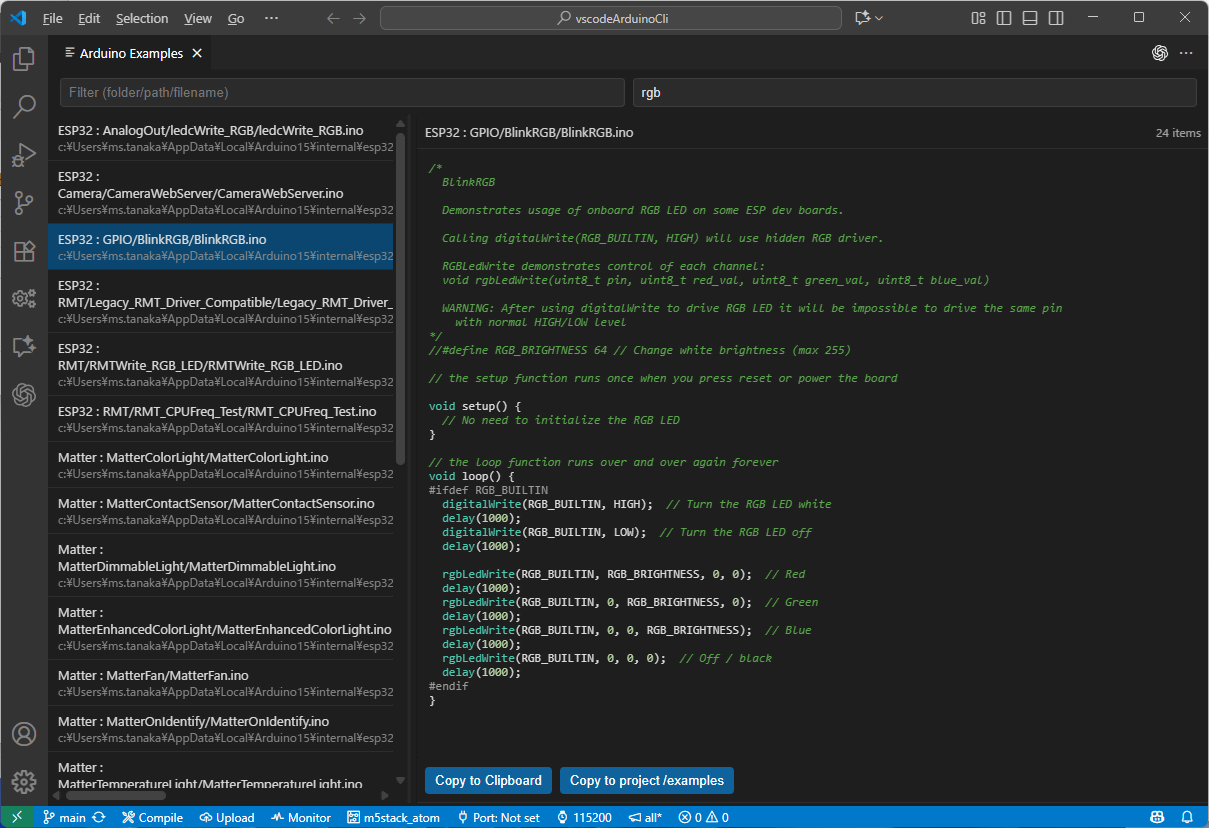 File Edit Selection View Go ··· vscodeArduinoCli
Arduino Examples
Filter (folder/path/filename)
rgb
ESP32 : AnalogOut/ledcWrite_RGB/ledcWrite_RGB.ino
c:¥Users¥ms.tanaka¥AppData¥Local¥Arduino15¥internal¥esp32
ESP32 :
Camera/CameraWebServer/CameraWebServer.ino
c:¥Users¥ms.tanaka¥AppData¥Local¥Arduino15¥internal¥esp32
ESP32 : GPIO/BlinkRGB/BlinkRGB.ino
c:¥Users¥ms.tanaka¥AppData¥Local¥Arduino15¥internal¥esp32
ESP32 :
RMT/Legacy_RMT_Driver_Compatible/Legacy_RMT_Driver_
c:¥Users¥ms.tanaka¥AppData¥Local¥Arduino15¥internal¥esp32
ESP32 :
RMT/RMTWrite_RGB_LED/RMTWrite_RGB_LED.ino
c:¥Users¥ms.tanaka¥AppData¥Local¥Arduino15¥internal¥esp32
ESP32 : RMT/RMT_CPUFreq_Test/RMT_CPUFreq_Test.ino
c:¥Users¥ms.tanaka¥AppData¥Local¥Arduino15¥internal¥esp32
Matter : MatterColorLight/MatterColorLight.ino
c:¥Users¥ms.tanaka¥AppData¥Local¥Arduino15¥internal¥esp32
Matter : MatterContactSensor/MatterContactSensor.ino
c:¥Users¥ms.tanaka¥AppData¥Local¥Arduino15¥internal¥esp32
Matter :
MatterDimmableLight/MatterDimmableLight.ino
c:¥Users¥ms.tanaka¥AppData¥Local¥Arduino15¥internal¥esp32
Matter :
MatterEnhancedColorLight/MatterEnhancedColorLight.ino
c:¥Users¥ms.tanaka¥AppData¥Local¥Arduino15¥internal¥esp32
Matter : MatterFan/MatterFan.ino
c:¥Users¥ms.tanaka¥AppData¥Local¥Arduino15¥internal¥esp32
Matter : MatterOnIdentify/MatterOnIdentify.ino
c:¥Users¥ms.tanaka¥AppData¥Local¥Arduino15¥internal¥esp32
Matter :
MatterTemperatureLight/MatterTemperatureLight.ino
ESP32 : GPIO/BlinkRGB/BlinkRGB.ino 24 items
/*
  BlinkRGB

  Demonstrates usage of onboard RGB LED on some ESP dev boards.

  Calling digitalWrite(RGB_BUILTIN, HIGH) will use hidden RGB driver.

  RGBLedWrite demonstrates control of each channel:
  void rgbLedWrite(uint8_t pin, uint8_t red_val, uint8_t green_val, uint8_t blue_val)

  WARNING: After using digitalWrite to drive RGB LED it will be impossible to drive the same pin
    with normal HIGH/LOW level
*/
//#define RGB_BRIGHTNESS 64 // Change white brightness (max 255)

// the setup function runs once when you press reset or power the board

void setup() {
  // No need to initialize the RGB LED
}

// the loop function runs over and over again forever
void loop() {
#ifdef RGB_BUILTIN
  digitalWrite(RGB_BUILTIN, HIGH);  // Turn the RGB LED white
  delay(1000);
  digitalWrite(RGB_BUILTIN, LOW);  // Turn the RGB LED off
  delay(1000);

  rgbLedWrite(RGB_BUILTIN, RGB_BRIGHTNESS, 0, 0);  // Red
  delay(1000);
  rgbLedWrite(RGB_BUILTIN, 0, RGB_BRIGHTNESS, 0);  // Green
  delay(1000);
  rgbLedWrite(RGB_BUILTIN, 0, 0, RGB_BRIGHTNESS);  // Blue
  delay(1000);
  rgbLedWrite(RGB_BUILTIN, 0, 0, 0);  // Off / black
  delay(1000);
#endif
}
Copy to Clipboard
Copy to project /examples
main Compile Upload Monitor m5stack_atom Port: Not set 115200 all* 0 0